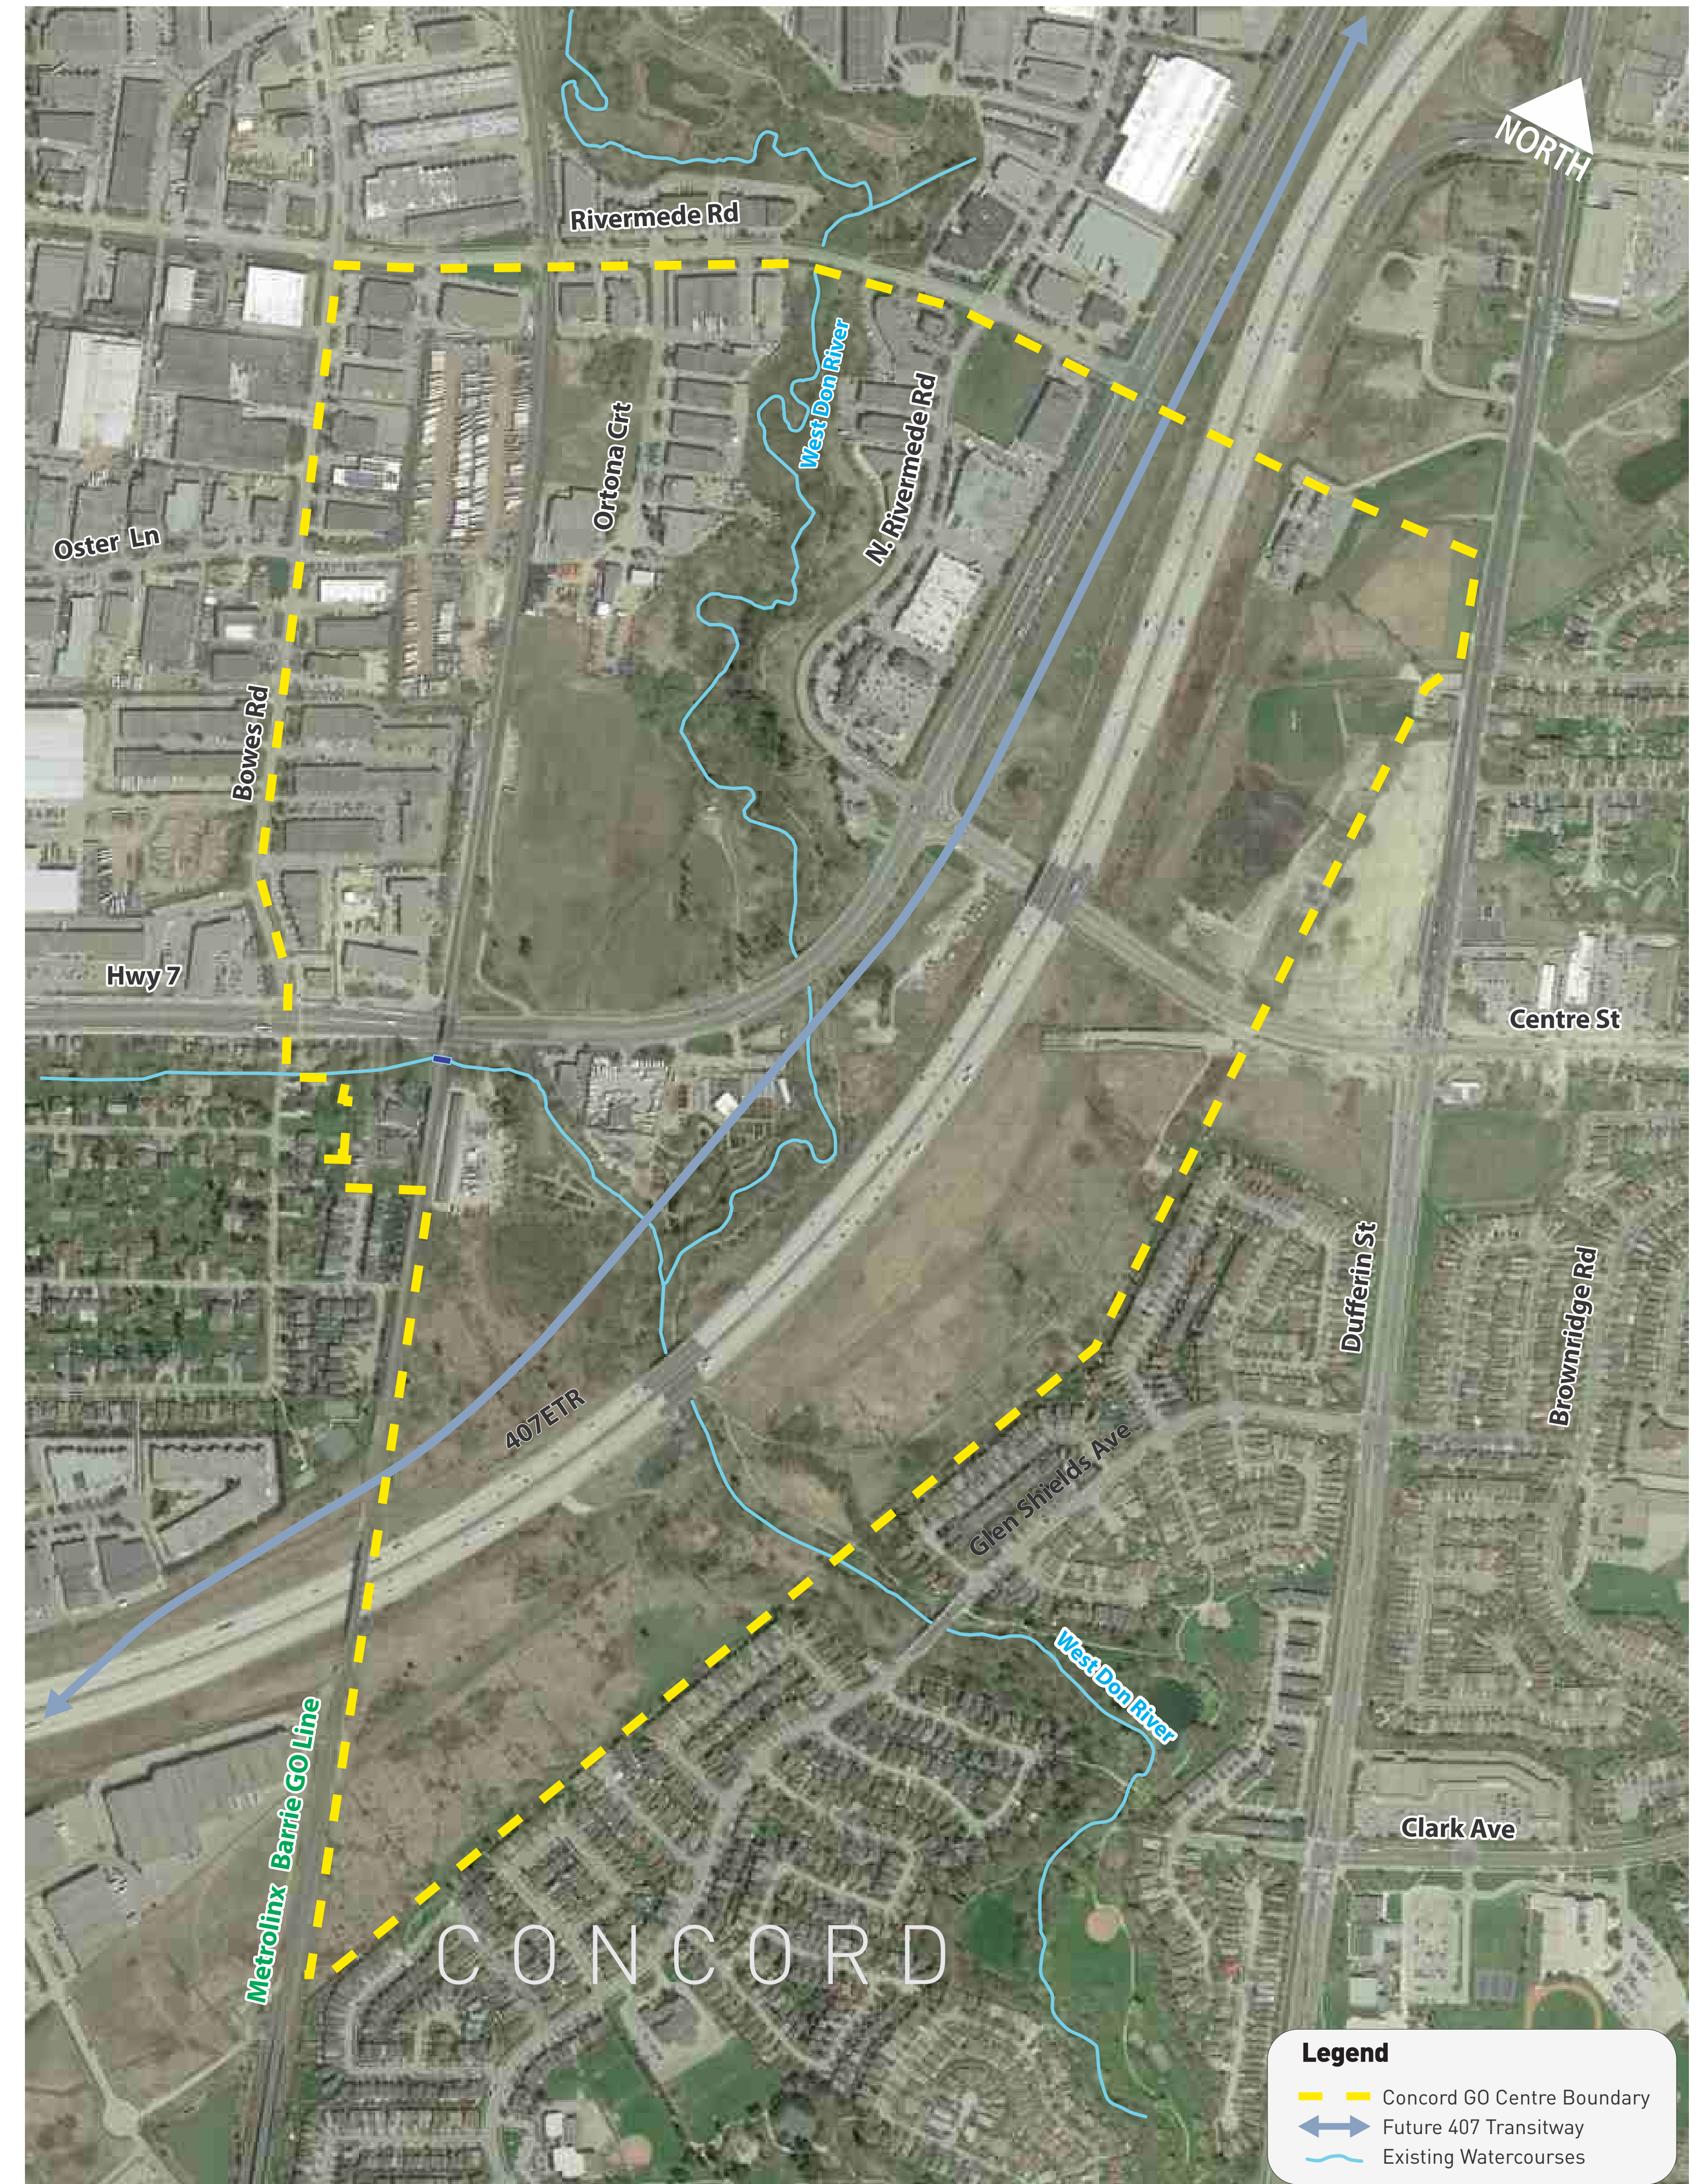 NORTH
Rivermede Rd
West Don River
N. Rivermede Rd
Ortona Crt
Oster Ln
Bowes Rd
Hwy 7
Centre St
Dufferin St
Brownridge Rd
407ETR
Glen Shields Ave
West Don River
Metrolinx Barrie GO Line
Clark Ave
CONCORD
Legend
Concord GO Centre Boundary
Future 407 Transitway
Existing Watercourses